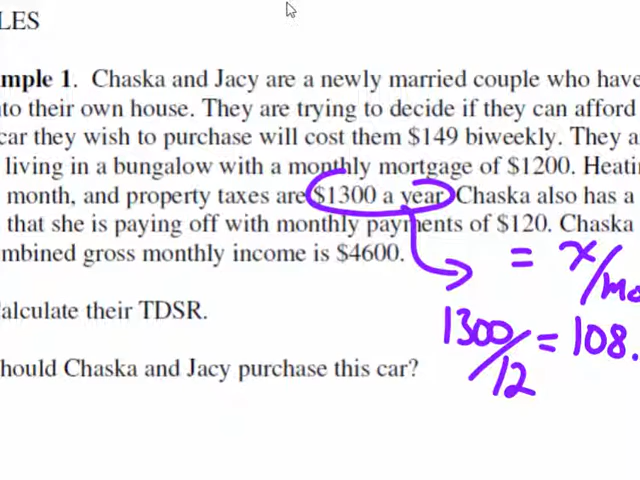 LES
mple 1. Chaska and Jacy are a newly married couple who have
to their own house. They are trying to decide if they can afford
car they wish to purchase will cost them $149 biweekly. They a
living in a bungalow with a monthly mortgage of $1200. Heati
month, and property taxes are $1300 a year. Chaska also has a
that she is paying off with monthly payments of $120. Chaska
mbined gross monthly income is $4600.
= x/mo
alculate their TDSR.
1300/12 = 108.
hould Chaska and Jacy purchase this car?